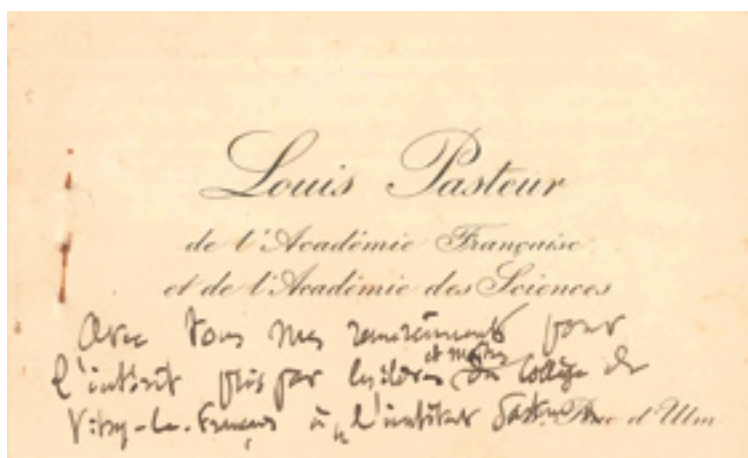 Louis Pasteur
de l'Académie Française
et de l'Académie des Sciences
Avec tous mes remerciements pour
et maîtres
l'intérêt pris par les élèves du Collège de
Vitry-le-François à l'institut Pasteur Rue d'Ulm